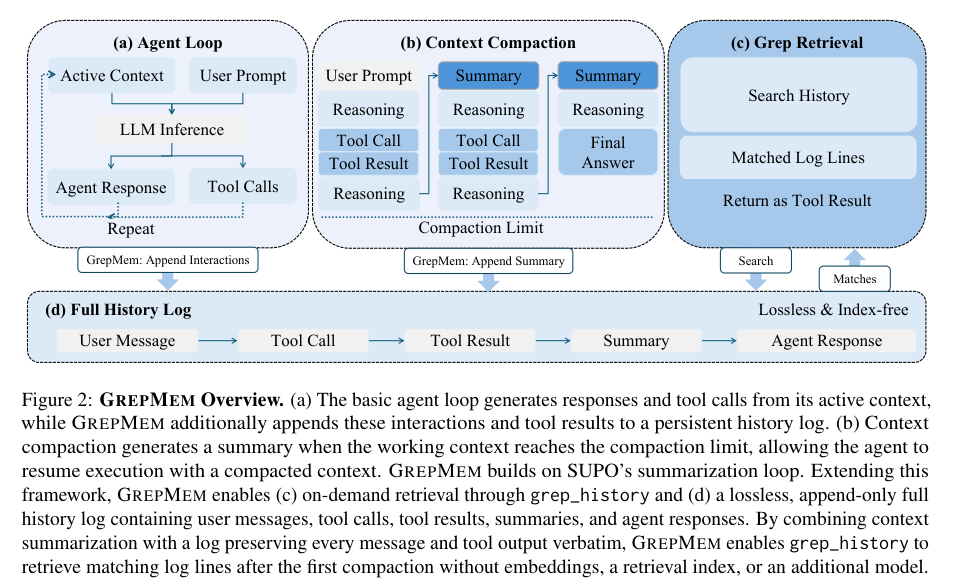 (a) Agent Loop
Active Context
User Prompt
LLM Inference
Agent Response
Tool Calls
Repeat
(b) Context Compaction
User Prompt
Reasoning
Tool Call
Tool Result
Reasoning
Summary
Reasoning
Tool Call
Tool Result
Reasoning
Summary
Reasoning
Final
Answer
Compaction Limit
(c) Grep Retrieval
Search History
Matched Log Lines
Return as Tool Result
GrepMem: Append Interactions
GrepMem: Append Summary
Search
Matches
(d) Full History Log
Lossless & Index-free
User Message
Tool Call
Tool Result
Summary
Agent Response
Figure 2: GREPMEM Overview. (a) The basic agent loop generates responses and tool calls from its active context,
while GREPMEM additionally appends these interactions and tool results to a persistent history log. (b) Context
compaction generates a summary when the working context reaches the compaction limit, allowing the agent to
resume execution with a compacted context. GREPMEM builds on SUPO's summarization loop. Extending this
framework, GREPMEM enables (c) on-demand retrieval through grep_history and (d) a lossless, append-only full
history log containing user messages, tool calls, tool results, summaries, and agent responses. By combining context
summarization with a log preserving every message and tool output verbatim, GREPMEM enables grep_history to
retrieve matching log lines after the first compaction without embeddings, a retrieval index, or an additional model.